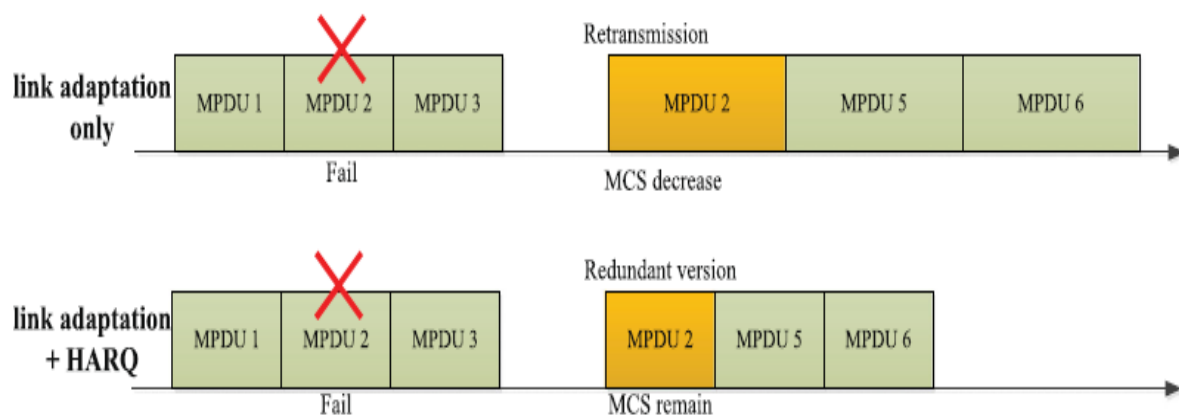 Retransmission
link adaptation
only
MPDU 1
MPDU 2
MPDU 3
MPDU 2
MPDU 5
MPDU 6
Fail
MCS decrease
Redundant version
link adaptation
+ HARQ
MPDU 1
MPDU 2
MPDU 3
MPDU 2
MPDU 5
MPDU 6
Fail
MCS remain